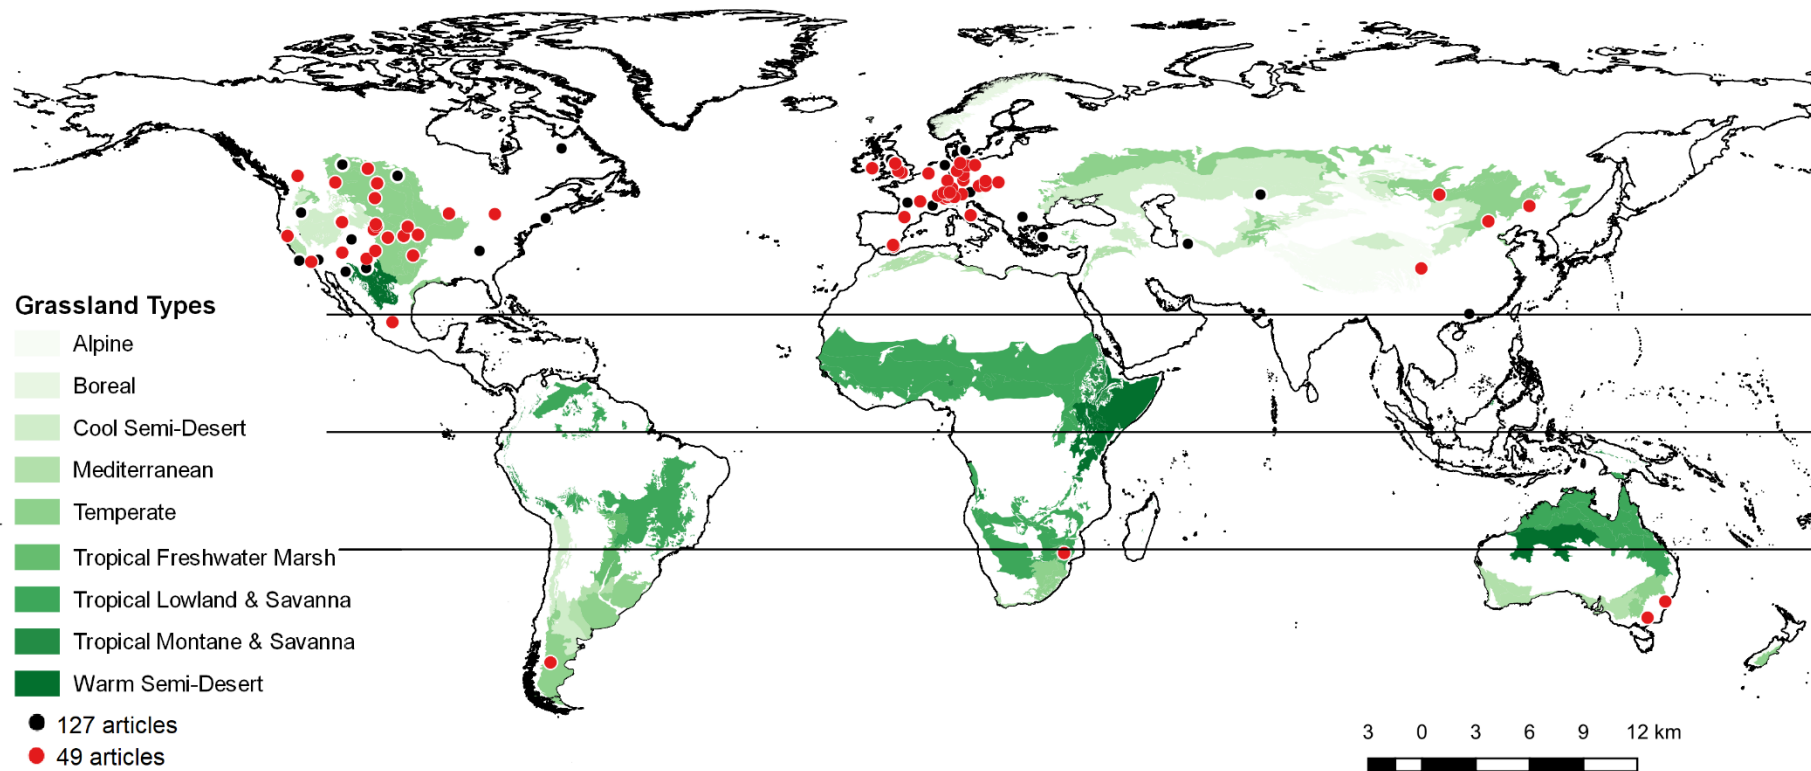 Grassland Types
Alpine
Boreal
Cool Semi-Desert
Mediterranean
Temperate
Tropical Freshwater Marsh
Tropical Lowland & Savanna
Tropical Montane & Savanna
Warm Semi-Desert
127 articles
49 articles
3 0 3 6 9 12 km